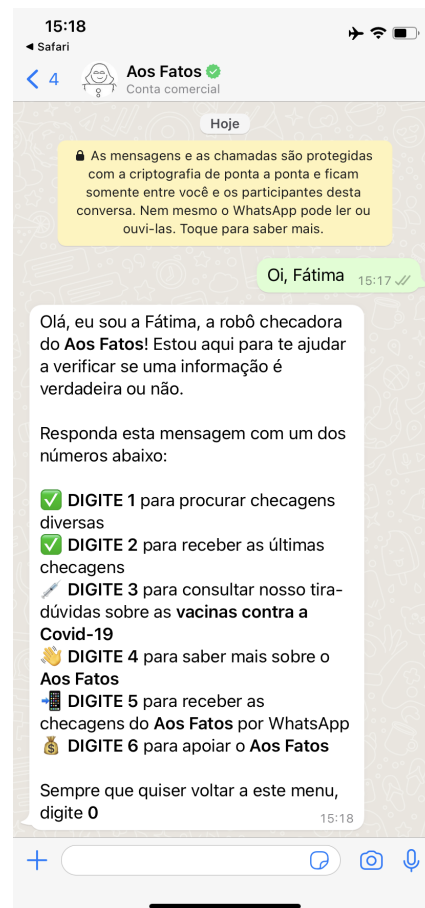 15:18
◀ Safari
4
Aos Fatos
Conta comercial
Hoje
As mensagens e as chamadas são protegidas
com a criptografia de ponta a ponta e ficam
somente entre você e os participantes desta
conversa. Nem mesmo o WhatsApp pode ler ou
ouvi-las. Toque para saber mais.
Oi, Fátima 15:17
Olá, eu sou a Fátima, a robô checadora
do Aos Fatos! Estou aqui para te ajudar
a verificar se uma informação é
verdadeira ou não.
Responda esta mensagem com um dos
números abaixo:
✅ DIGITE 1 para procurar checagens
diversas
✅ DIGITE 2 para receber as últimas
checagens
💉 DIGITE 3 para consultar nosso tira-
dúvidas sobre as vacinas contra a
Covid-19
👋 DIGITE 4 para saber mais sobre o
Aos Fatos
📲 DIGITE 5 para receber as
checagens do Aos Fatos por WhatsApp
💰 DIGITE 6 para apoiar o Aos Fatos
Sempre que quiser voltar a este menu,
digite 0
15:18